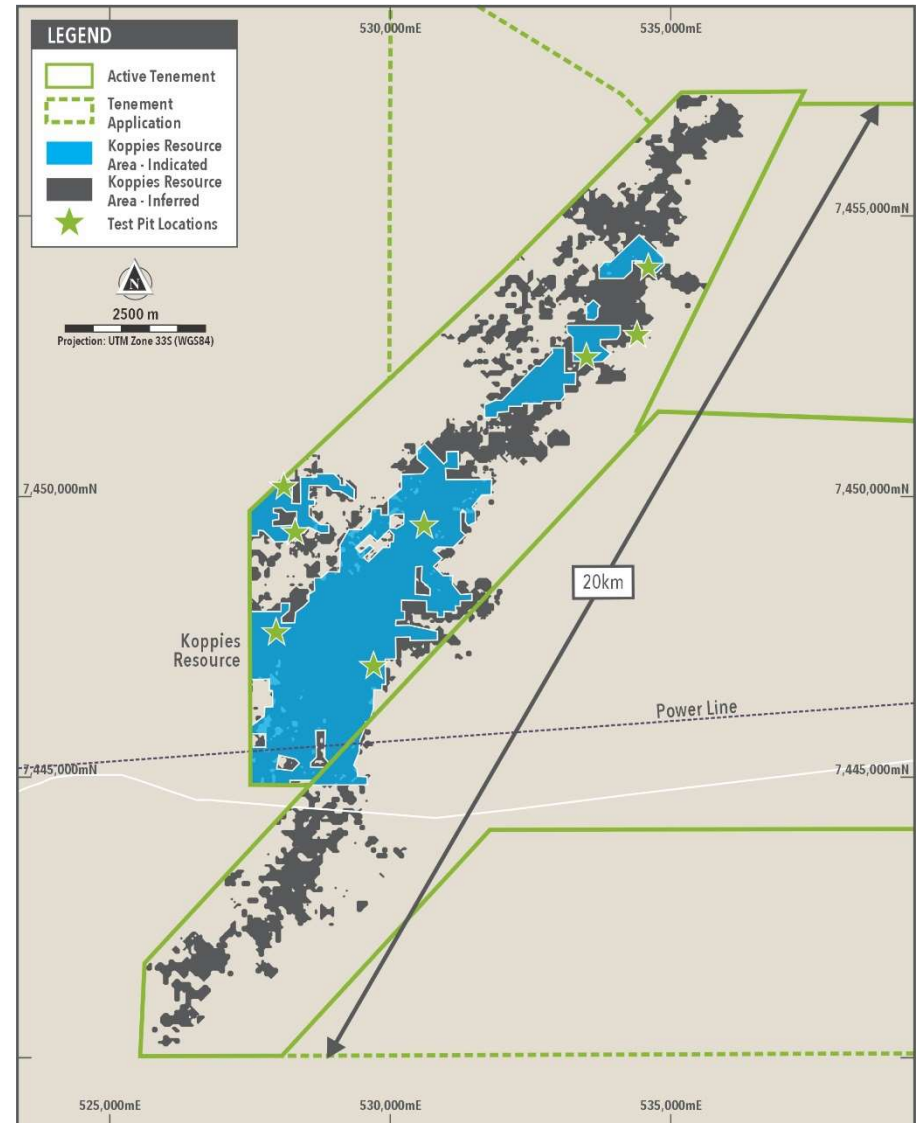 530,000mE
535,000mE
LEGEND
Active Tenement
Tenement
Application
Koppies Resource
Area - Indicated
Koppies Resource
Area - Inferred
Test Pit Locations
N
2500 m
Projection: UTM Zone 33S (WGS84)
7,455,000mN
7,450,000mN
7,450,000mN
20km
Koppies
Resource
Power Line
7,445,000mN
7,445,000mN
525,000mE
530,000mE
535,000mE